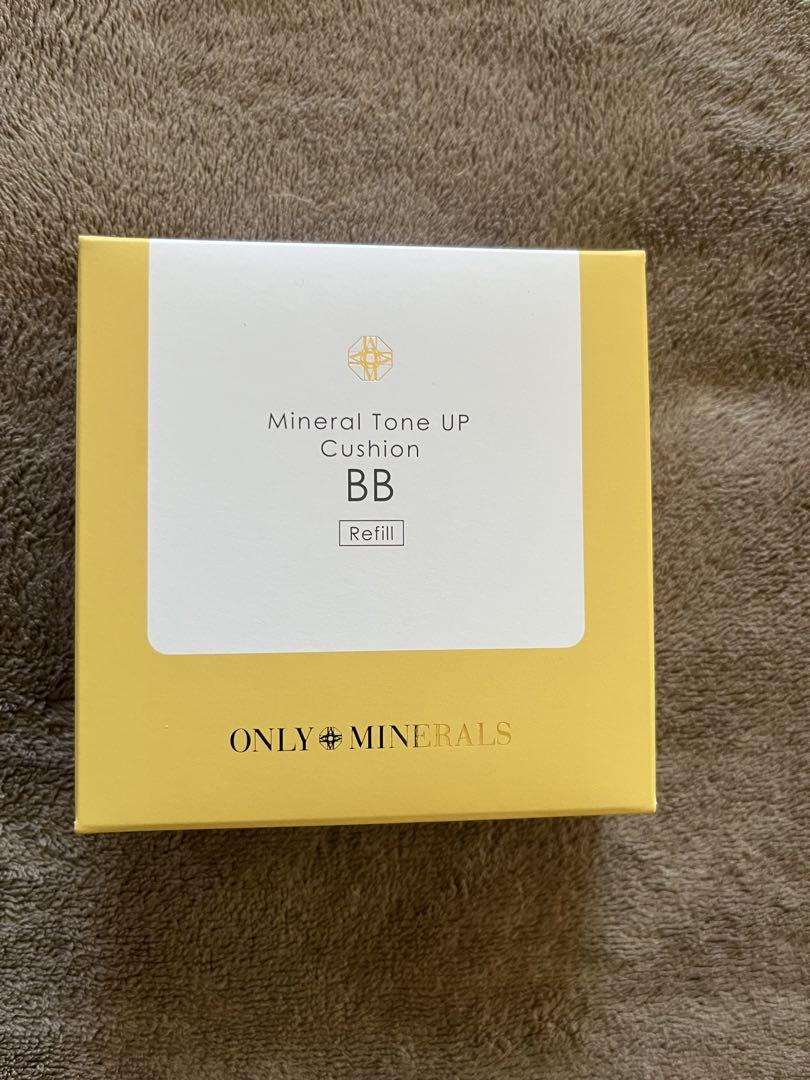 Mineral Tone UP
Cushion
BB
Refill
ONLY MINERALS